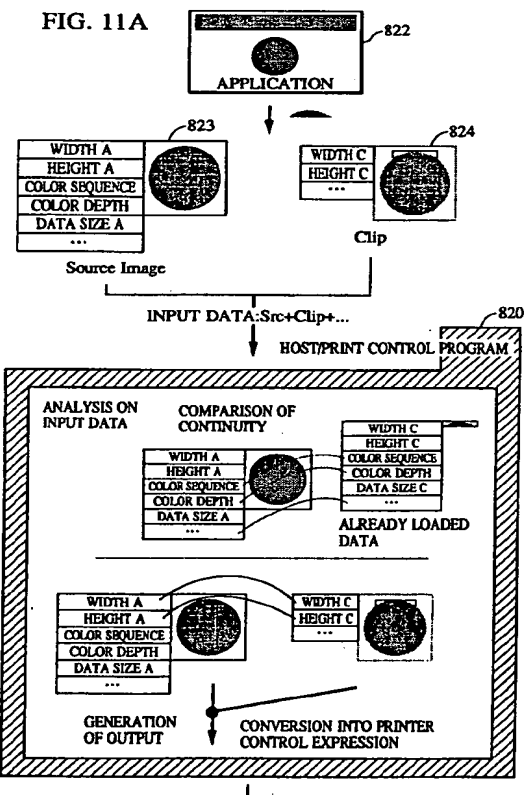 FIG. 11A
822
APPLICATION
823
WIDTH A
HEIGHT A
COLOR SEQUENCE
COLOR DEPTH
DATA SIZE A
...
Source Image
824
WIDTH C
HEIGHT C
...
Clip
INPUT DATA:Src+Clip+...
820
HOST/PRINT CONTROL PROGRAM
ANALYSIS ON
INPUT DATA
COMPARISON OF
CONTINUITY
WIDTH A
HEIGHT A
COLOR SEQUENCE
COLOR DEPTH
DATA SIZE A
...
WIDTH C
HEIGHT C
COLOR SEQUENCE
COLOR DEPTH
DATA SIZE C
...
ALREADY LOADED
DATA
WIDTH A
HEIGHT A
COLOR SEQUENCE
COLOR DEPTH
DATA SIZE A
...
WIDTH C
HEIGHT C
...
GENERATION
OF OUTPUT
CONVERSION INTO PRINTER
CONTROL EXPRESSION